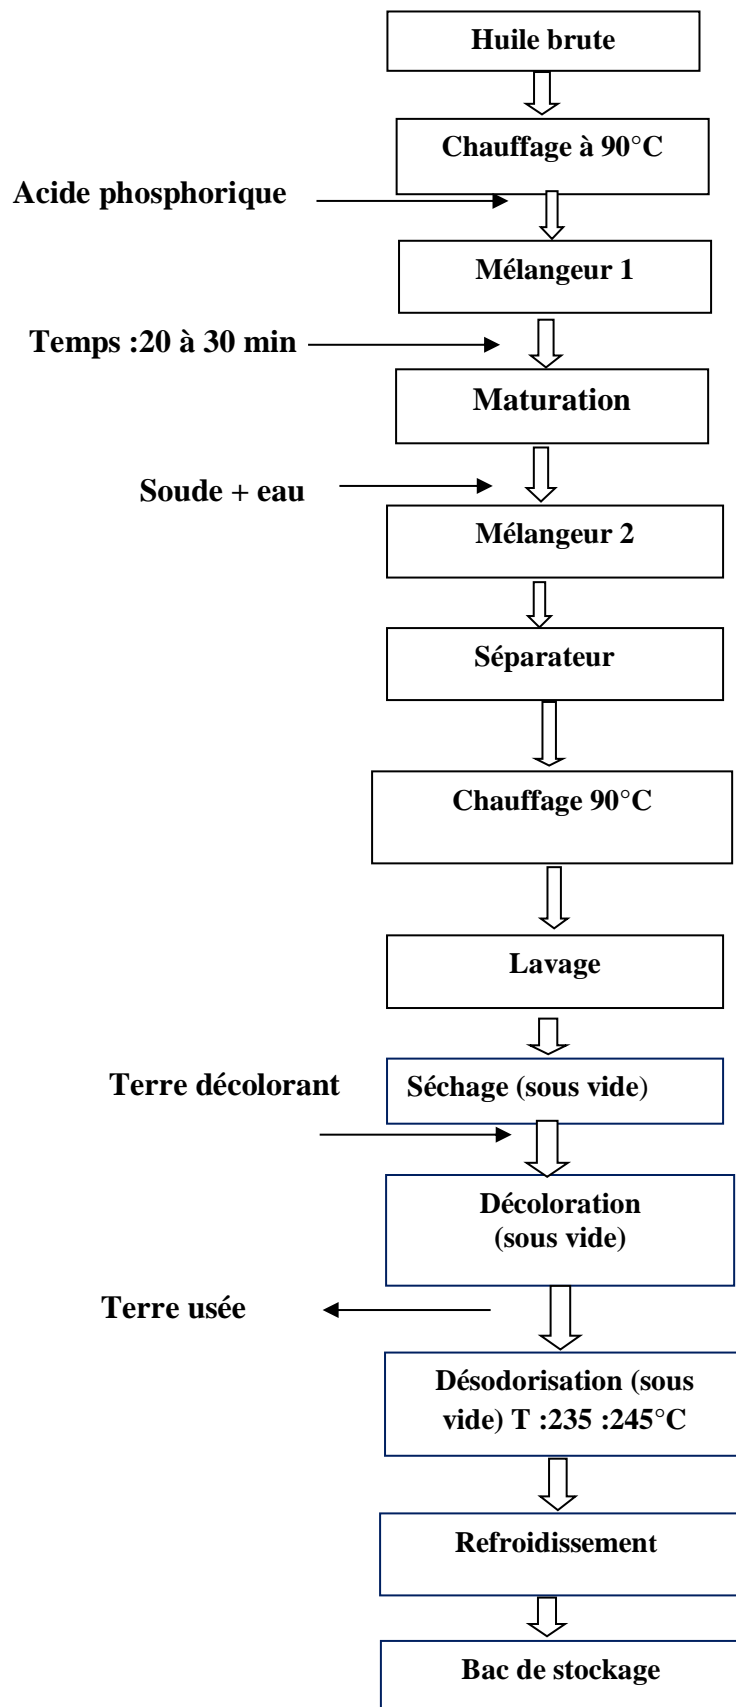 Huile brute
Chauffage à 90°C
Acide phosphorique
Mélangeur 1
Temps :20 à 30 min
Maturation
Soude + eau
Mélangeur 2
Séparateur
Chauffage 90°C
Lavage
Terre décolorant
Séchage (sous vide)
Décoloration
(sous vide)
Terre usée
Désodorisation (sous
vide) T :235 :245°C
Refroidissement
Bac de stockage